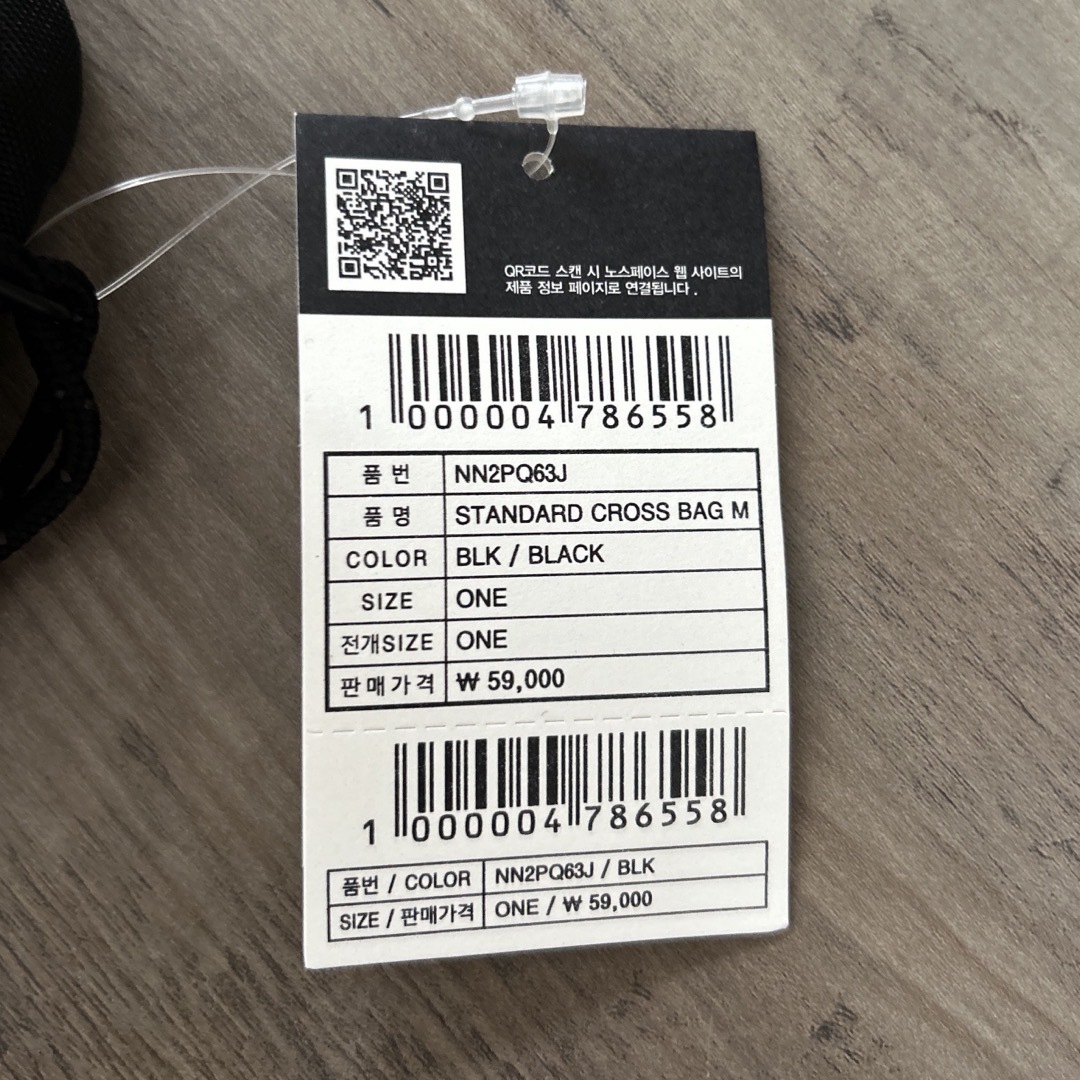 QR코드 스캔 시 노스페이스 웹 사이트의
제품 정보 페이지로 연결됩니다.
1 000004 786558
품 번 NN2PQ63J
품 명 STANDARD CROSS BAG M
COLOR BLK / BLACK
SIZE ONE
전개SIZE ONE
판매가격 ₩ 59,000
1 000004 786558
품번 / COLOR NN2PQ63J / BLK
SIZE / 판매가격 ONE / ₩ 59,000